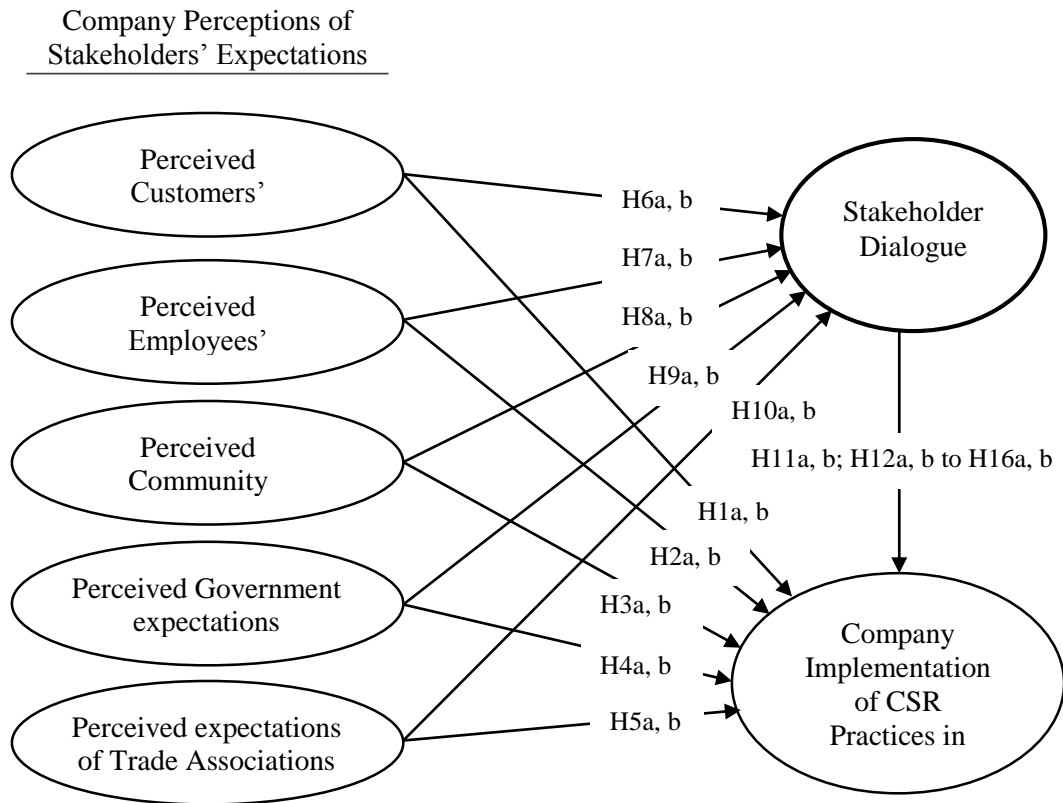 Company Perceptions of
Stakeholders’ Expectations
Perceived
Customers’
Perceived
Employees’
Perceived
Community
Perceived Government
expectations
Perceived expectations
of Trade Associations
H6a, b
H7a, b
H8a, b
H9a, b
H10a, b
H1a, b
H2a, b
H3a, b
H4a, b
H5a, b
Stakeholder
Dialogue
H11a, b; H12a, b to H16a, b
Company
Implementation
of CSR
Practices in